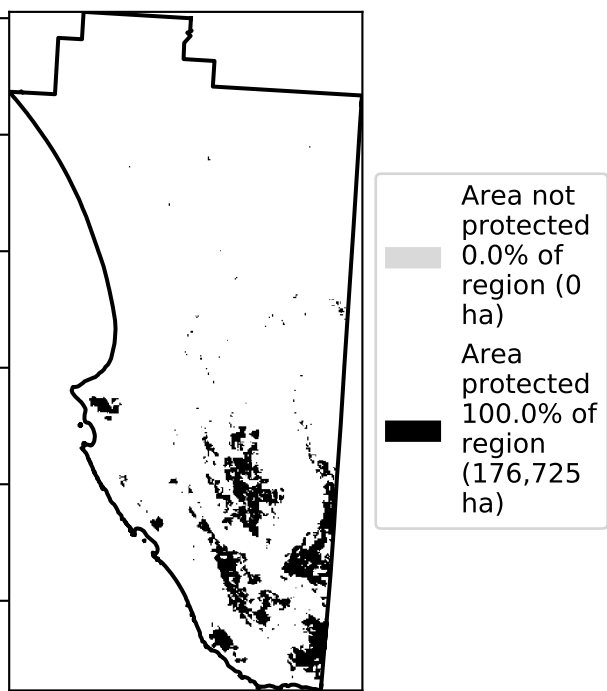 Area not
protected
0.0% of
region (0
ha)
Area
protected
100.0% of
region
(176,725
ha)